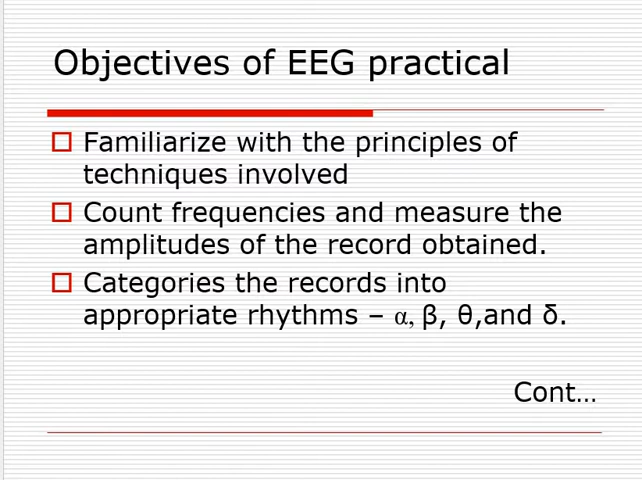 Objectives of EEG practical
Familiarize with the principles of
techniques involved
Count frequencies and measure the
amplitudes of the record obtained.
Categories the records into
appropriate rhythms – α, β, θ,and δ.
Cont…